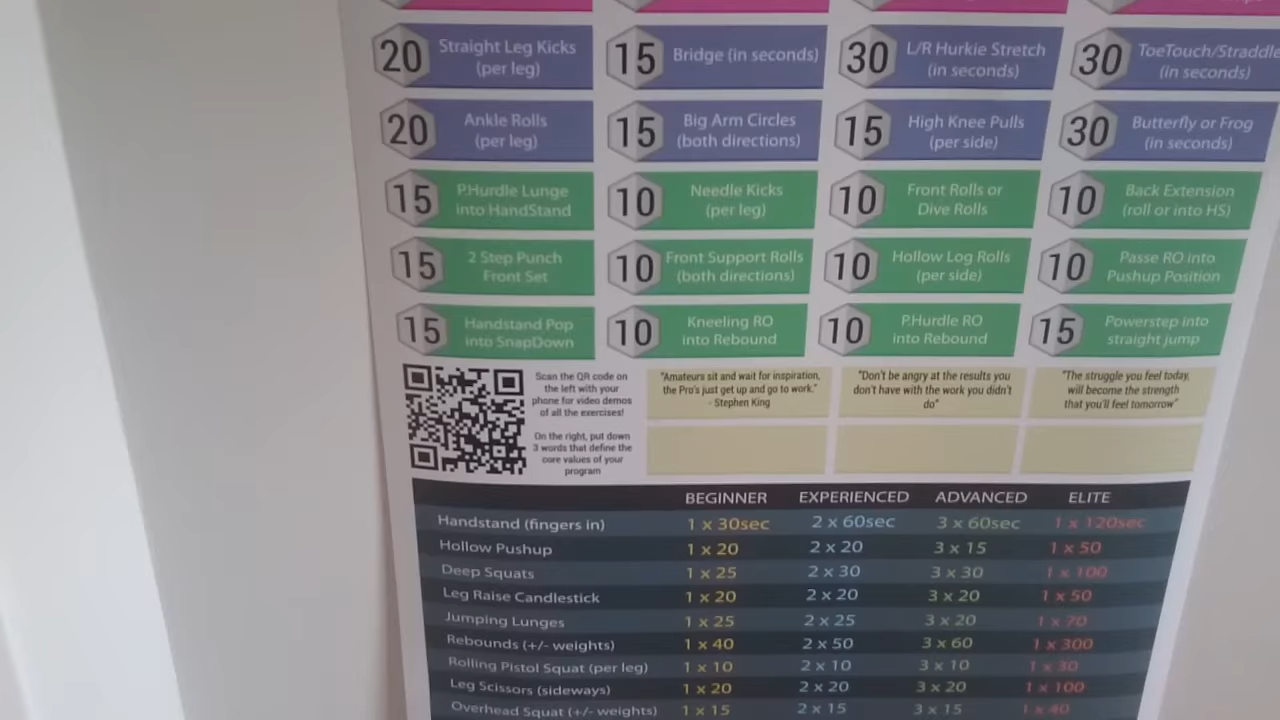 20 Straight Leg Kicks
(per leg)
15 Bridge (in seconds)
30 L/R Hurkie Stretch
(in seconds)
30 ToeTouch/Straddle
(in seconds)
20 Ankle Rolls
(per leg)
15 Big Arm Circles
(both directions)
15 High Knee Pulls
(per side)
30 Butterfly or Frog
(in seconds)
15 P.Hurdle Lunge
into HandStand
10 Needle Kicks
(per leg)
10 Front Rolls or
Dive Rolls
10 Back Extension
(roll or into HS)
15 2 Step Punch
Front Set
10 Front Support Rolls
(both directions)
10 Hollow Log Rolls
(per side)
10 Passe RO into
Pushup Position
15 Handstand Pop
into SnapDown
10 Kneeling RO
into Rebound
10 P.Hurdle RO
into Rebound
15 Powerstep into
straight jump
Scan the QR code on
the left with your
phone for video demos
of all the exercises!
On the right, put down
3 words that define the
core values of your
program
"Amateurs sit and wait for inspiration,
the Pro's just get up and go to work."
- Stephen King
"Don't be angry at the results you
don't have with the work you didn't
do"
"The struggle you feel today,
will become the strength
that you'll feel tomorrow"
BEGINNER EXPERIENCED ADVANCED ELITE
Handstand (fingers in) 1 x 30sec 2 x 60sec 3 x 60sec 1 x 120sec
Hollow Pushup 1 x 20 2 x 20 3 x 15 1 x 50
Deep Squats 1 x 25 2 x 30 3 x 30 1 x 100
Leg Raise Candlestick 1 x 20 2 x 20 3 x 20 1 x 50
Jumping Lunges 1 x 25 2 x 25 3 x 20 1 x 70
Rebounds (+/- weights) 1 x 40 2 x 50 3 x 60 1 x 300
Rolling Pistol Squat (per leg) 1 x 10 2 x 10 3 x 10 1 x 30
Leg Scissors (sideways) 1 x 20 2 x 20 3 x 20 1 x 100
Overhead Squat (+/- weights) 1 x 15 2 x 15 3 x 15 1 x 40